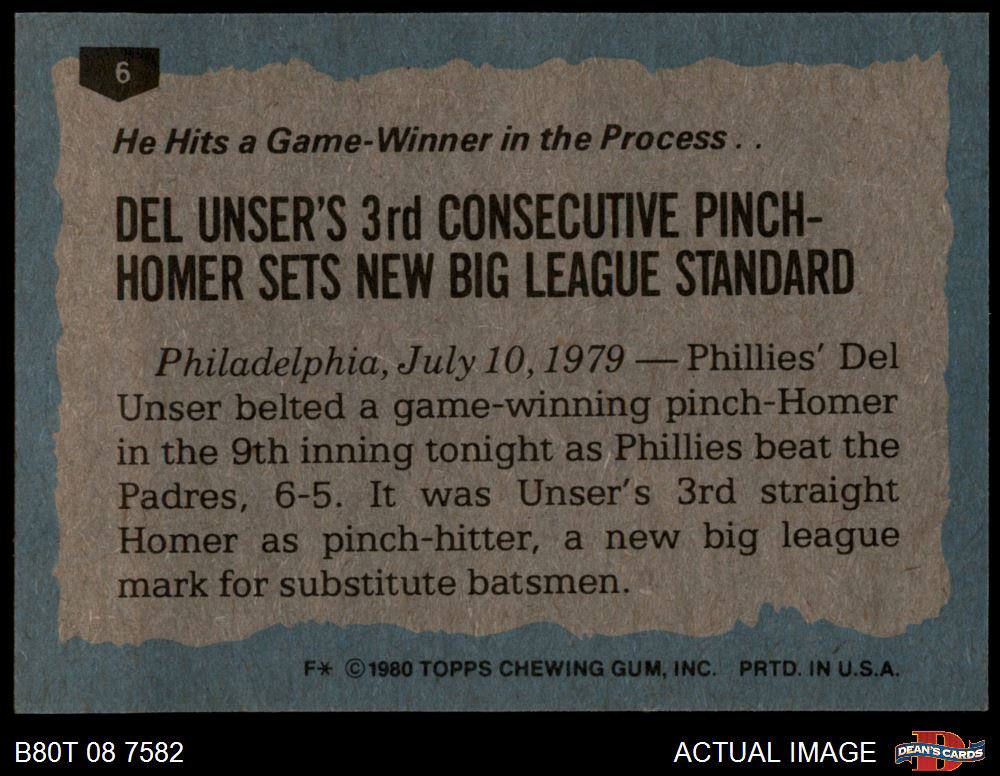 6
He Hits a Game-Winner in the Process . .
DEL UNSER'S 3rd CONSECUTIVE PINCH-
HOMER SETS NEW BIG LEAGUE STANDARD
Philadelphia, July 10, 1979 — Phillies' Del
Unser belted a game-winning pinch-Homer
in the 9th inning tonight as Phillies beat the
Padres, 6-5. It was Unser's 3rd straight
Homer as pinch-hitter, a new big league
mark for substitute batsmen.
F* ©1980 TOPPS CHEWING GUM, INC. PRTD. IN U.S.A.
B80T 08 7582 ACTUAL IMAGE D DEAN'S CARDS